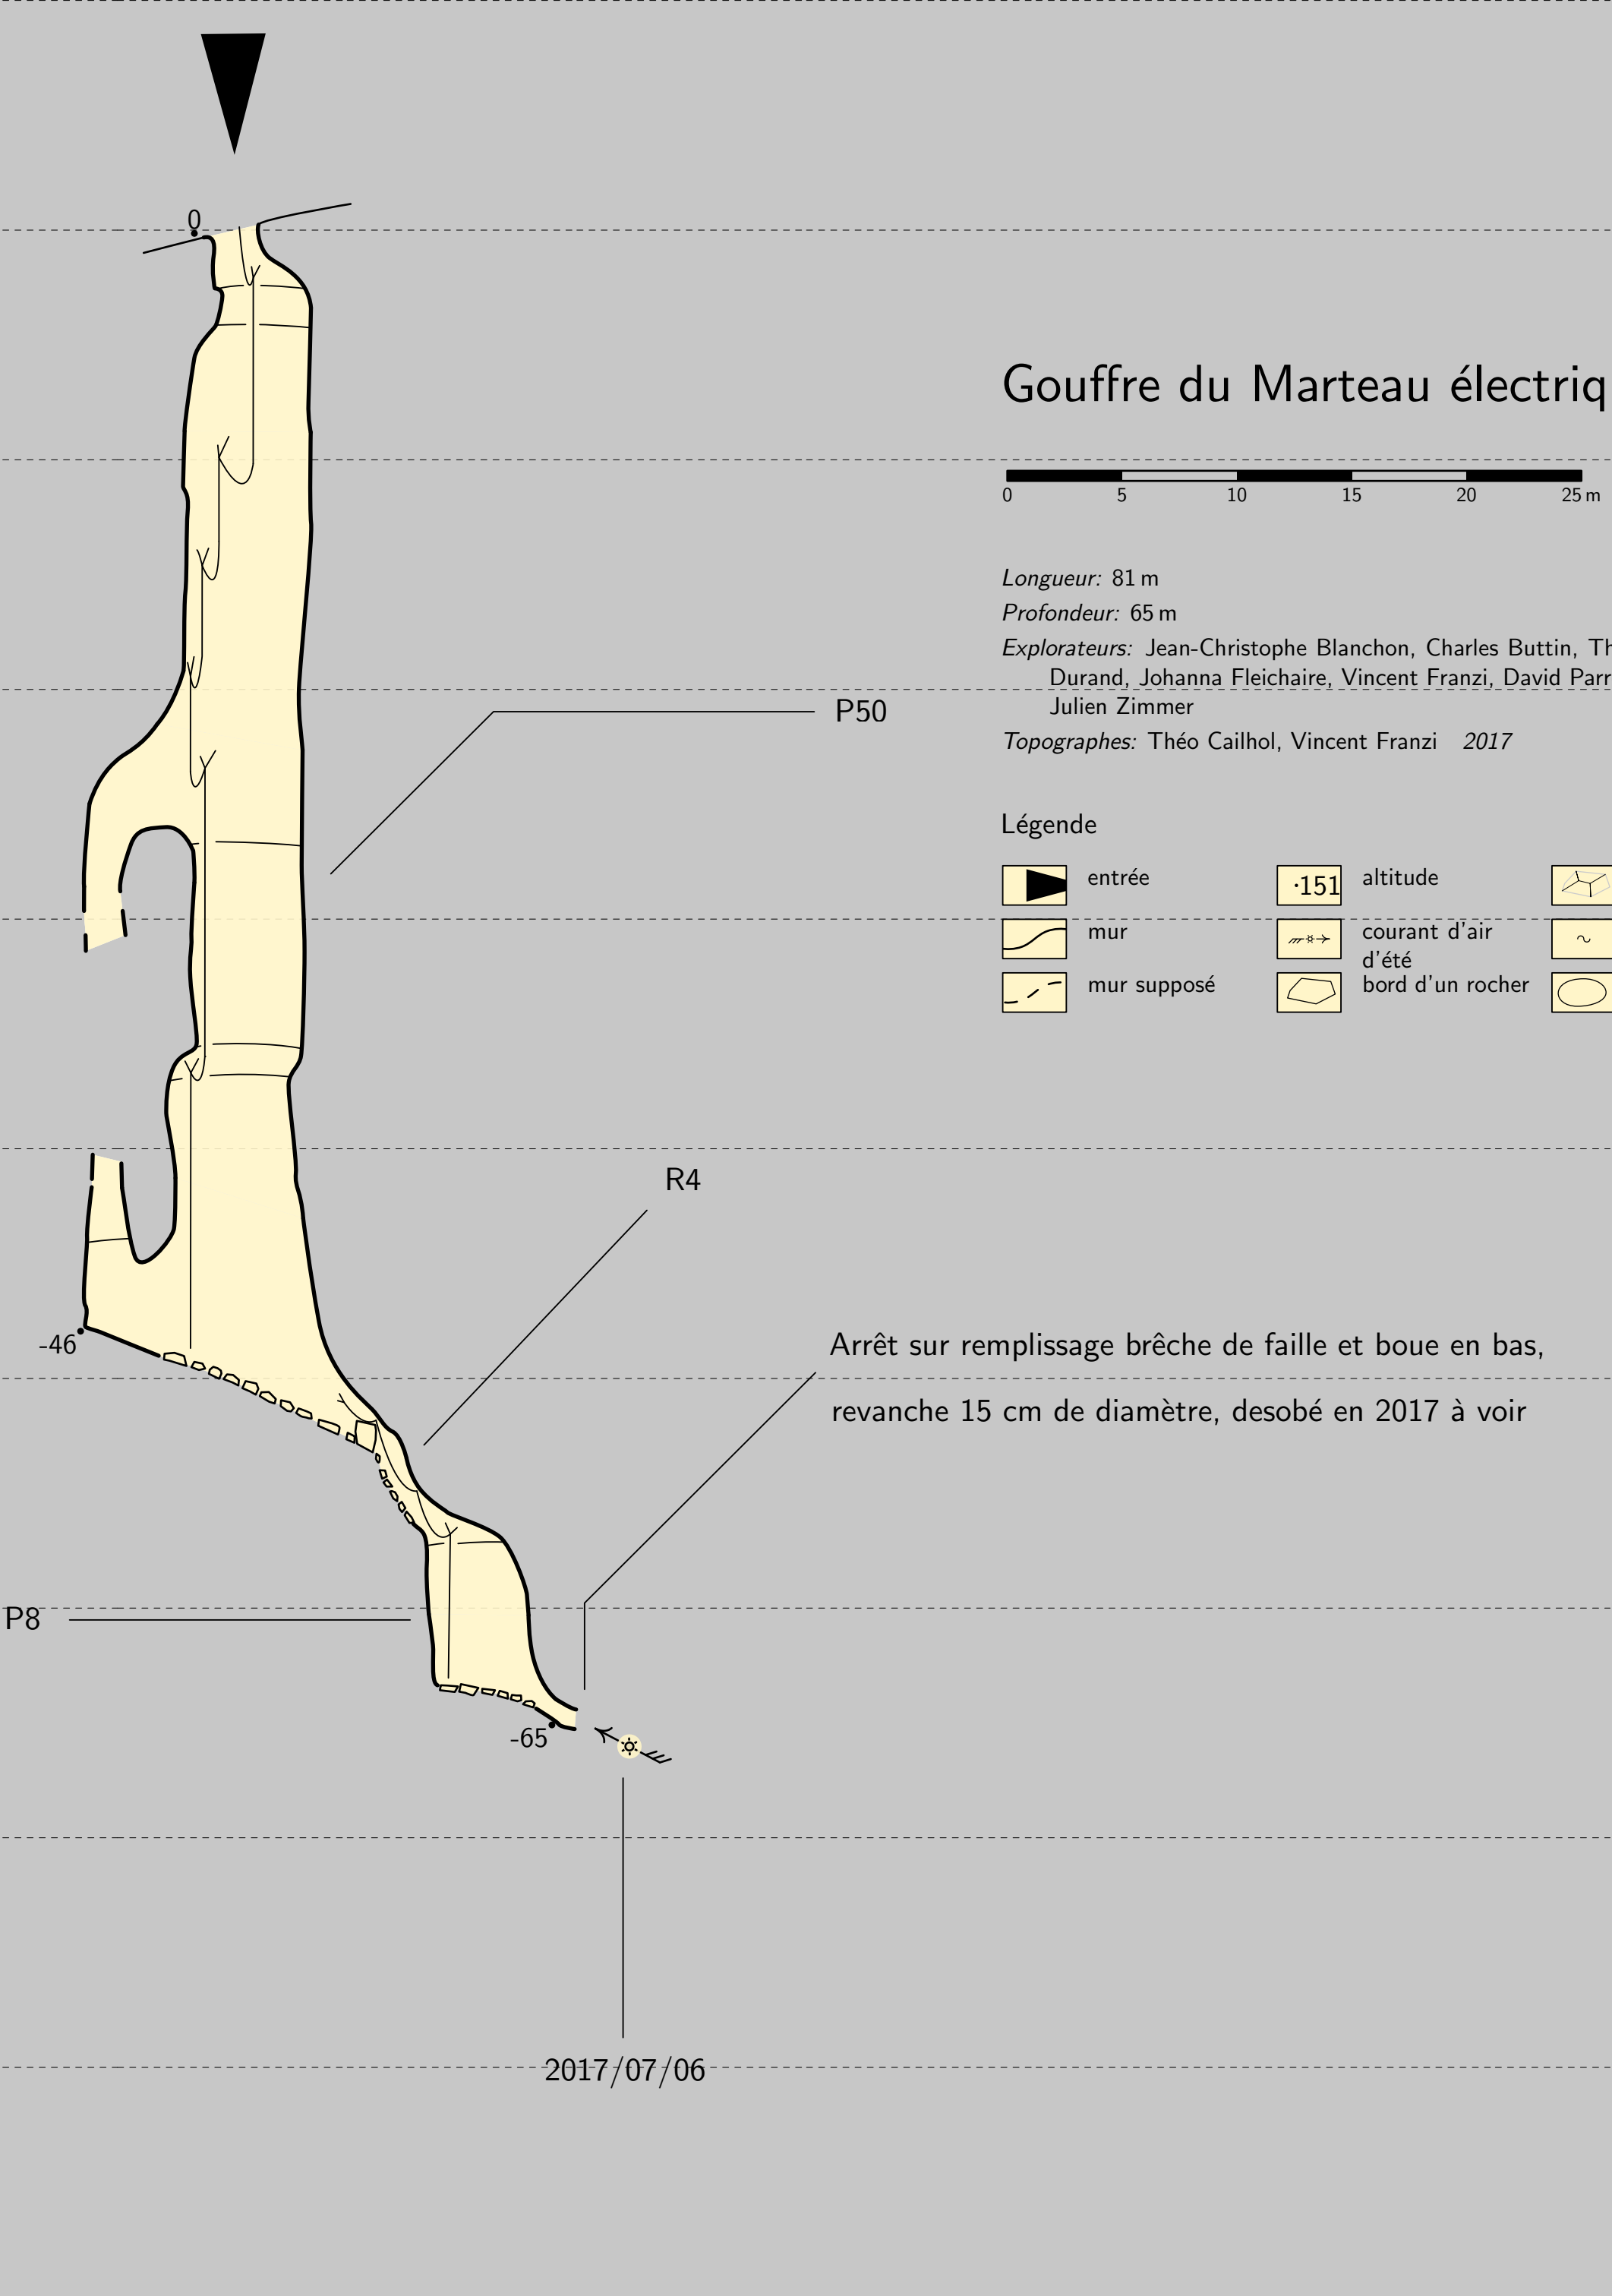 0
Gouffre du Marteau électriq
0 5 10 15 20 25 m
Longueur: 81 m
Profondeur: 65 m
Explorateurs: Jean-Christophe Blanchon, Charles Buttin, Th
Durand, Johanna Fleichaire, Vincent Franzi, David Parr
Julien Zimmer
Topographes: Théo Cailhol, Vincent Franzi 2017
P50
Légende
entrée
·151
altitude
mur
courant d'air
d'été
mur supposé
bord d'un rocher
R4
-46
Arrêt sur remplissage brêche de faille et boue en bas,
revanche 15 cm de diamètre, desobé en 2017 à voir
P8
-65
2017/07/06